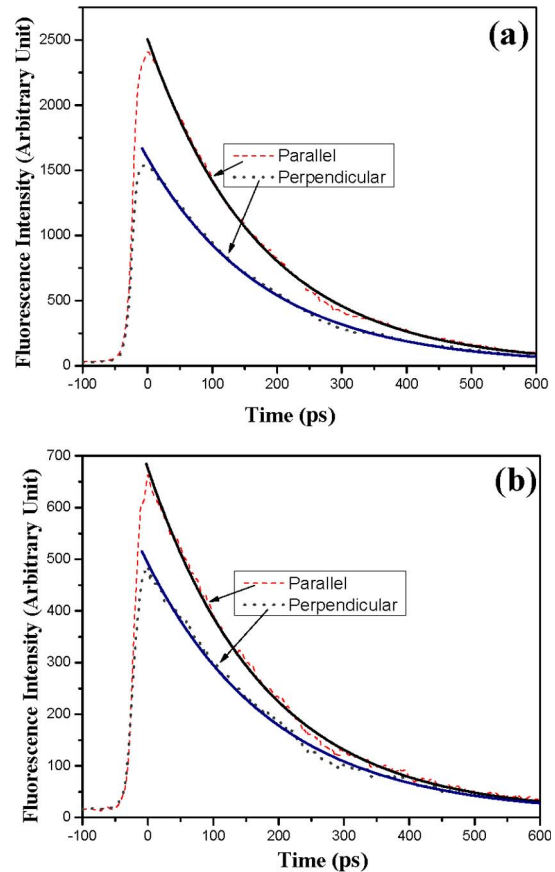 (a)
2500
2000
1500
1000
500
0
Fluorescence Intensity (Arbitrary Unit)
Parallel
Perpendicular
-100 0 100 200 300 400 500 600
Time (ps)
(b)
700
600
500
400
300
200
100
0
Fluorescence Intensity (Arbitrary Unit)
Parallel
Perpendicular
-100 0 100 200 300 400 500 600
Time (ps)